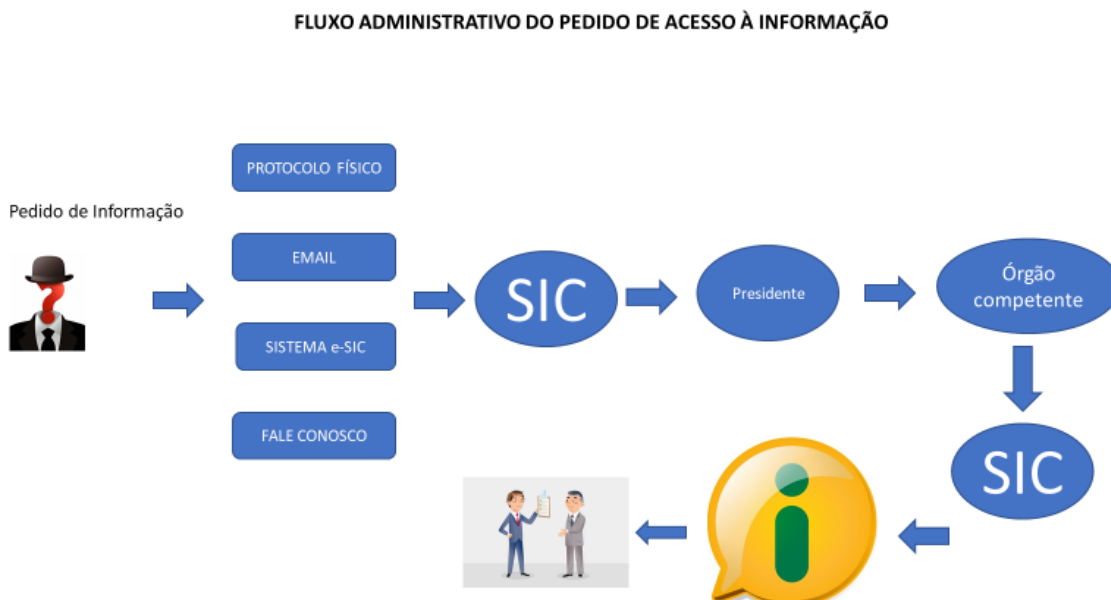 FLUXO ADMINISTRATIVO DO PEDIDO DE ACESSO À INFORMAÇÃO
Pedido de Informação
PROTOCOLO FÍSICO
EMAIL
SISTEMA e-SIC
FALE CONOSCO
SIC
Presidente
Órgão
competente
SIC